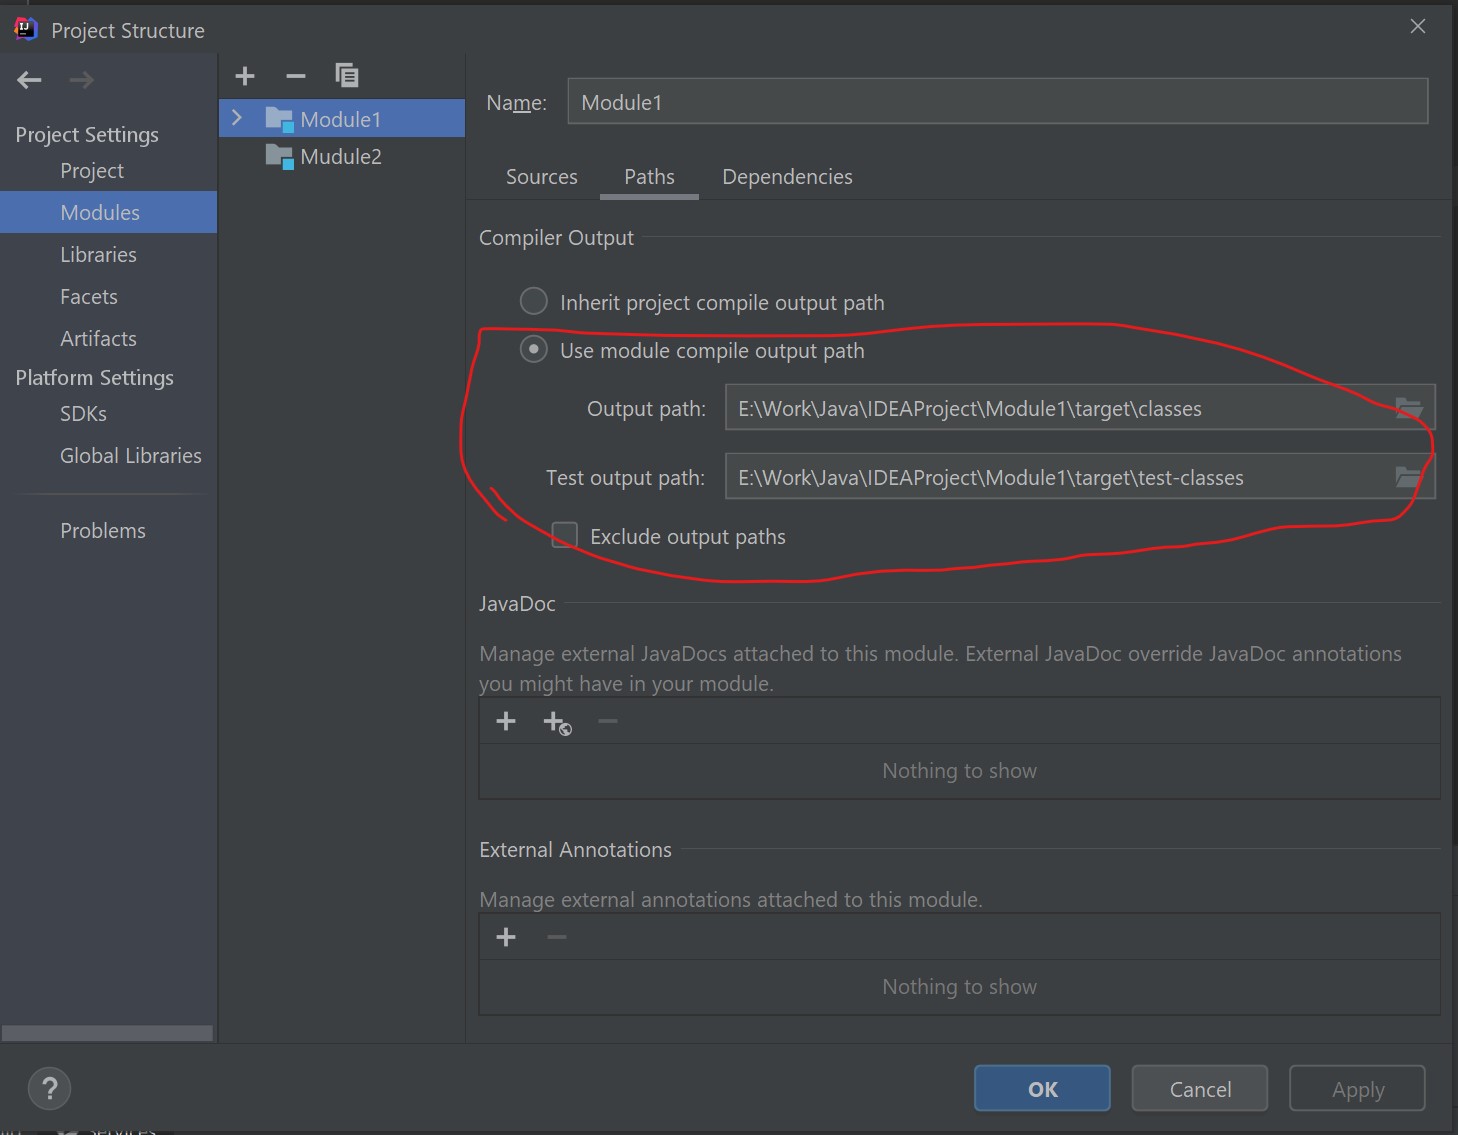 Project Structure
Project Settings
Project
Modules
Libraries
Facets
Artifacts
Platform Settings
SDKs
Global Libraries
Problems
Module1
Mudule2
Name: Module1
Sources Paths Dependencies
Compiler Output
Inherit project compile output path
Use module compile output path
Output path: E:\Work\Java\IDEAProject\Module1\target\classes
Test output path: E:\Work\Java\IDEAProject\Module1\target\test-classes
Exclude output paths
JavaDoc
Manage external JavaDocs attached to this module. External JavaDoc override JavaDoc annotations
you might have in your module.
Nothing to show
External Annotations
Manage external annotations attached to this module.
Nothing to show
? OK Cancel Apply